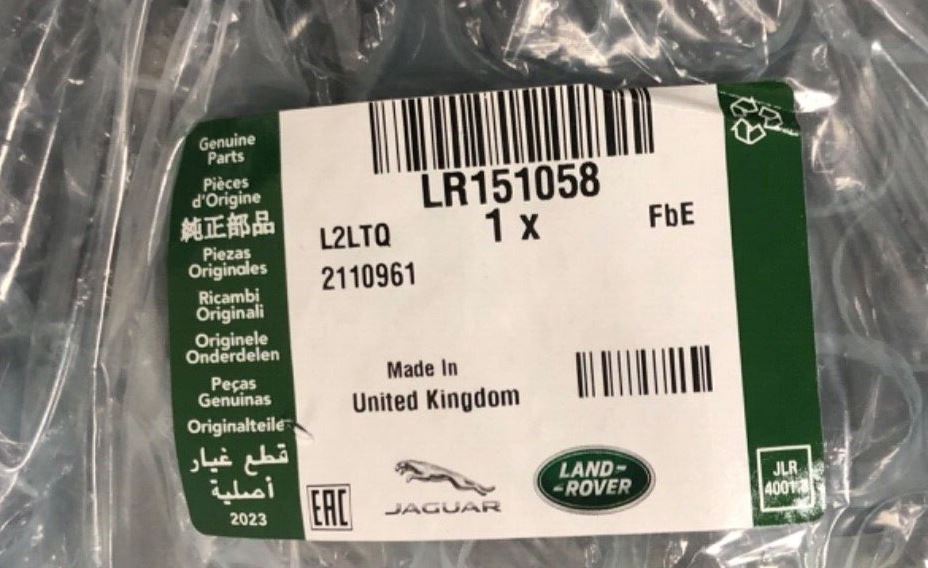 Genuine
Parts
Pièces
d'Origine
純正部品
Piezas
Originales
Ricambi
Originali
Originele
Onderdelen
Peças
Genuinas
Originalteile
قطع غيار
أصلية
2023
LR151058
L2LTQ
1 x
FbE
2110961
Made In
United Kingdom
EAC
JAGUAR
LAND-
-ROVER
JLR